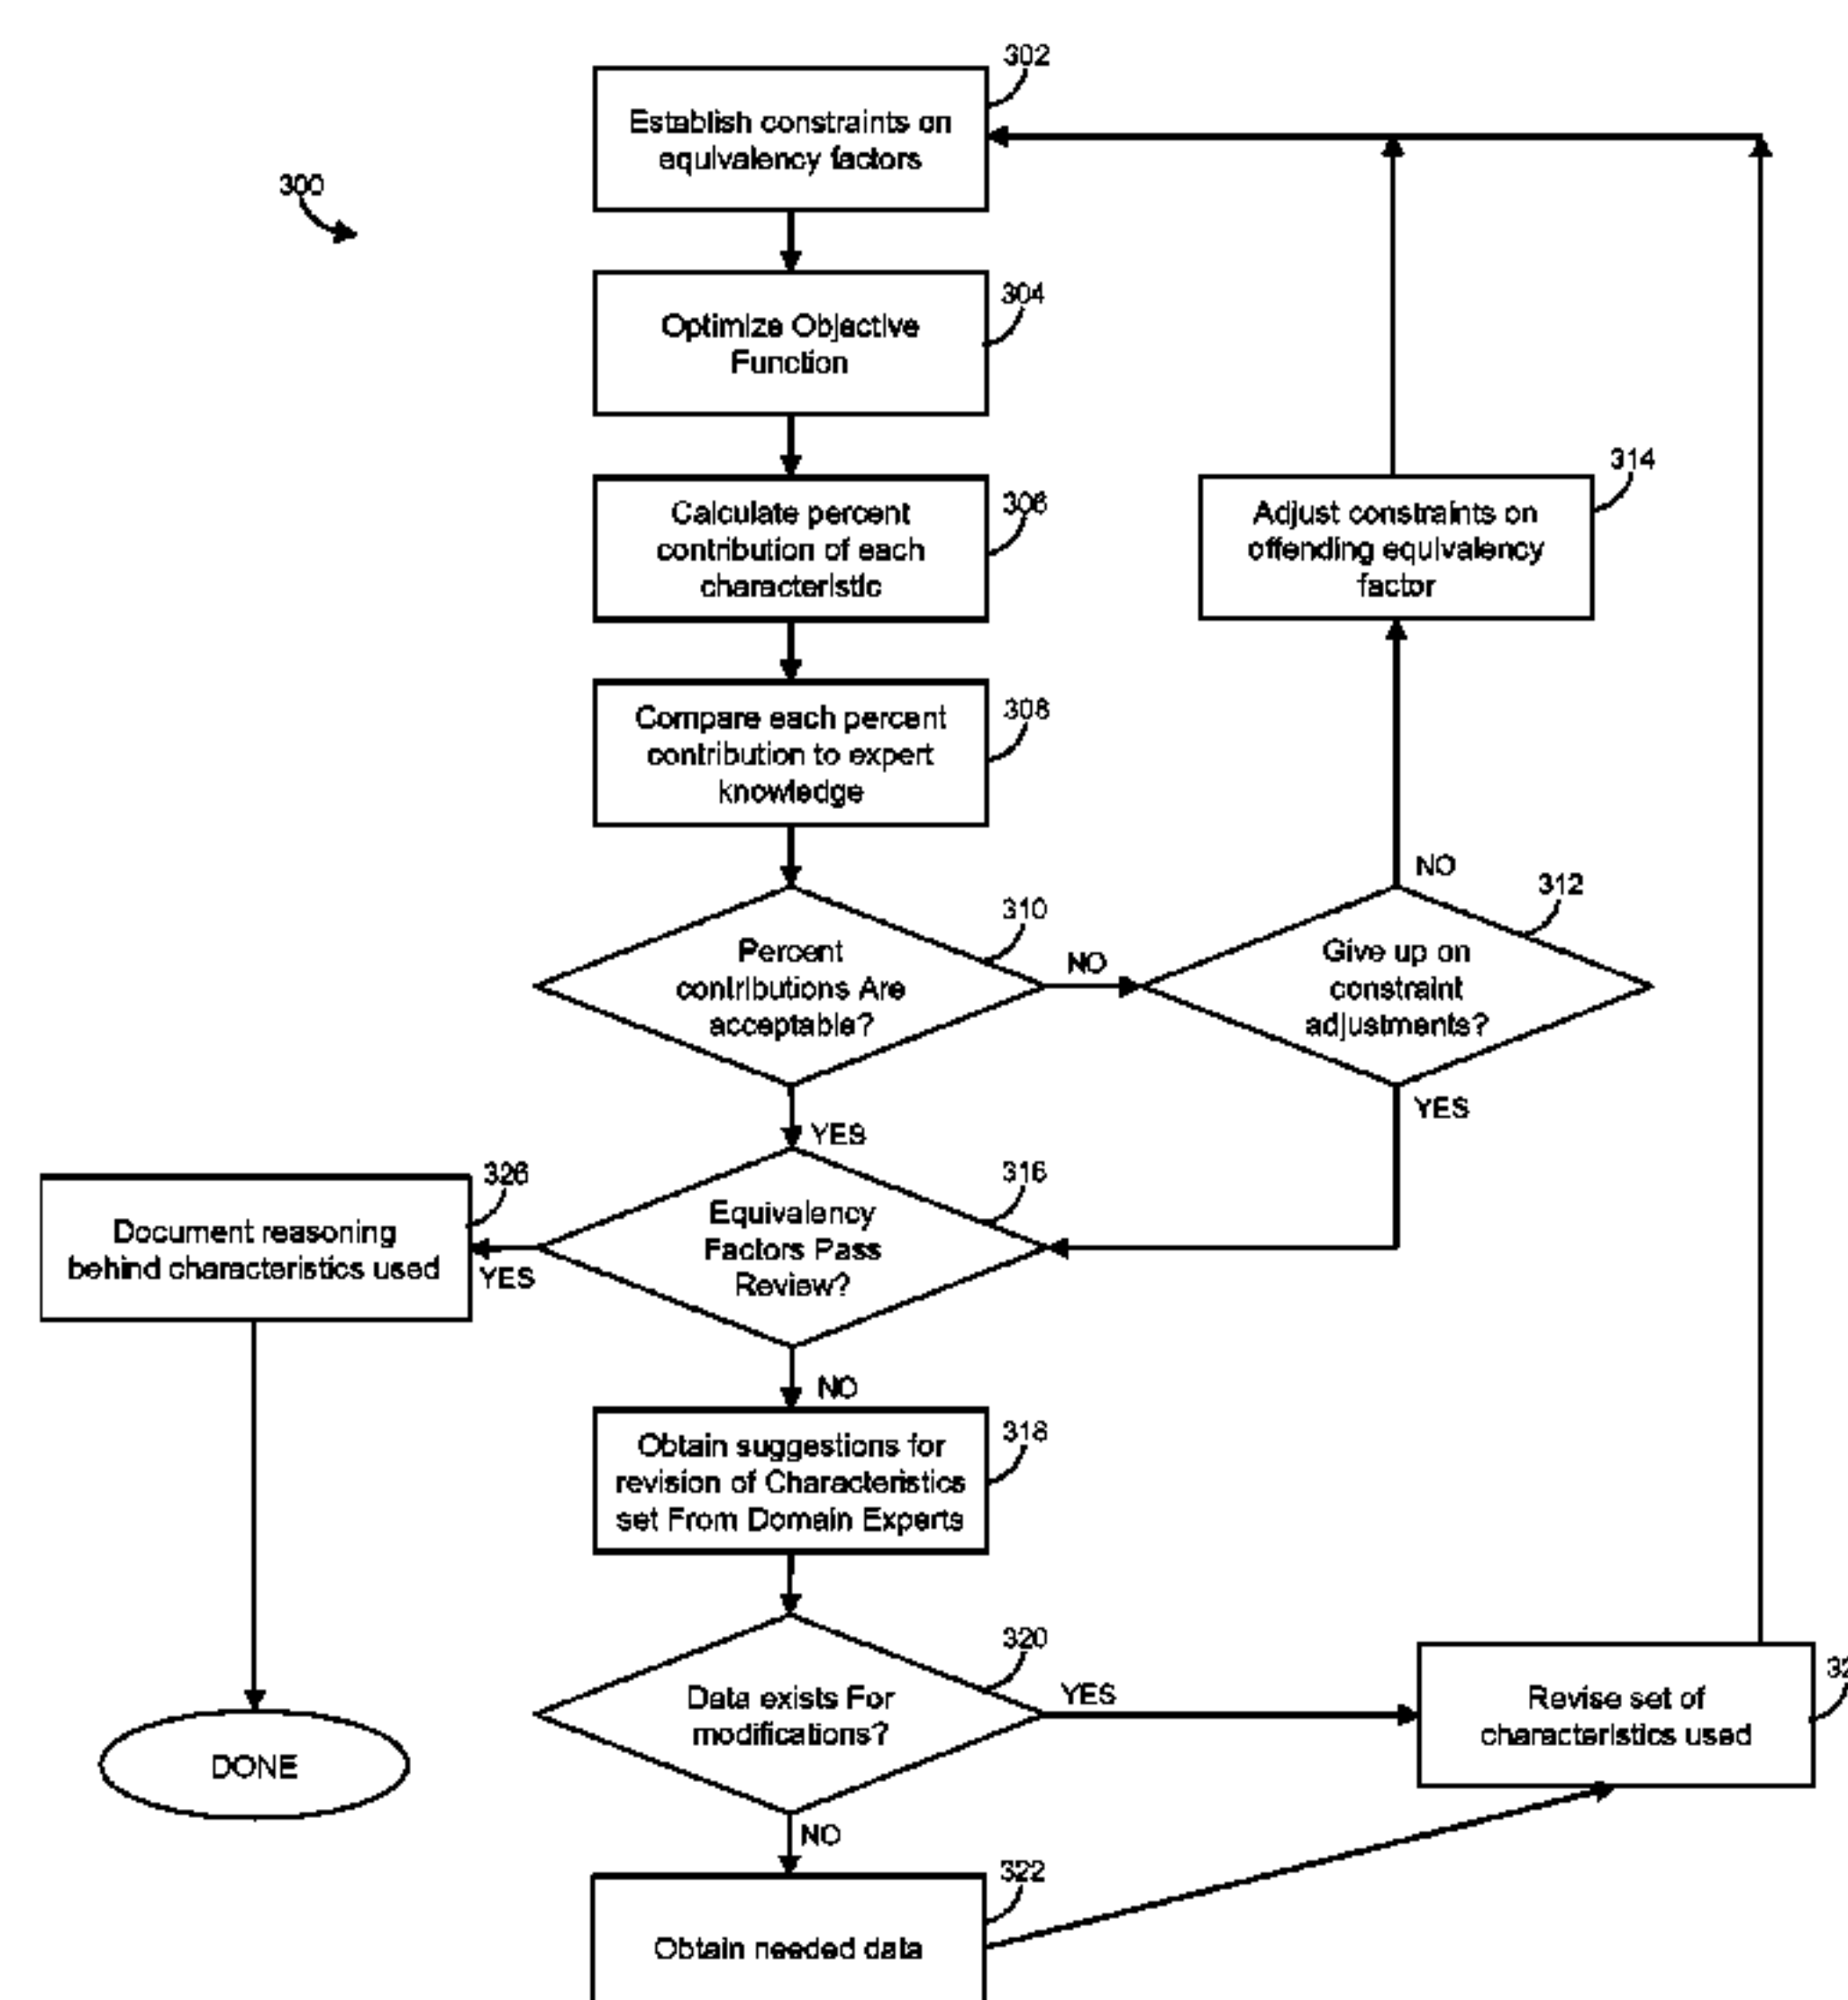 302
Establish constraints on
equivalency factors
300
304
Optimize Objective
Function
306
Calculate percent
contribution of each
characteristic
314
Adjust constraints on
offending equivalency
factor
308
Compare each percent
contribution to expert
knowledge
NO
312
310
Percent
contributions Are
acceptable?
NO
Give up on
constraint
adjustments?
YES
YES
326
Document reasoning
behind characteristics used
YES
316
Equivalency
Factors Pass
Review?
NO
318
Obtain suggestions for
revision of Characteristics
set From Domain Experts
320
Data exists For
modifications?
YES
Revise set of
characteristics used
DONE
NO
322
Obtain needed data